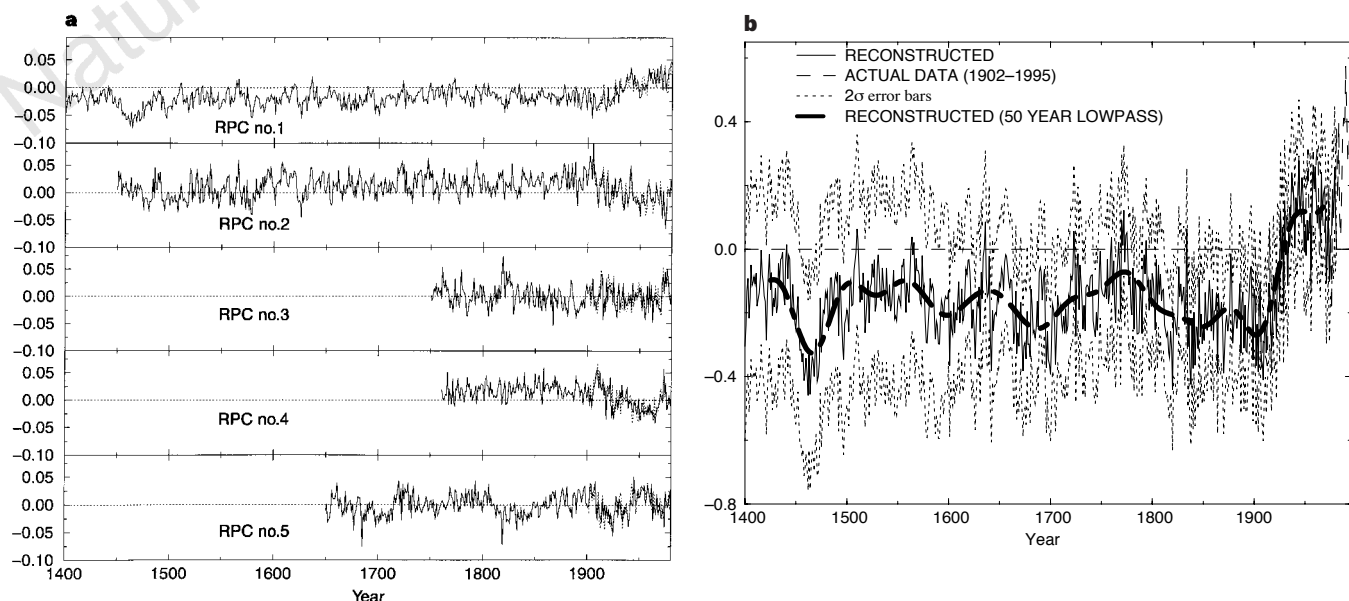 a
0.05
0.00
−0.05
−0.10
RPC no.1
0.05
0.00
−0.05
−0.10
RPC no.2
0.05
0.00
−0.05
−0.10
RPC no.3
0.05
0.00
−0.05
−0.10
RPC no.4
0.05
0.00
−0.05
−0.10
RPC no.5
1400 1500 1600 1700 1800 1900
Year
b
RECONSTRUCTED
ACTUAL DATA (1902–1995)
2σ error bars
RECONSTRUCTED (50 YEAR LOWPASS)
0.4
0.0
−0.4
−0.8
1400 1500 1600 1700 1800 1900
Year